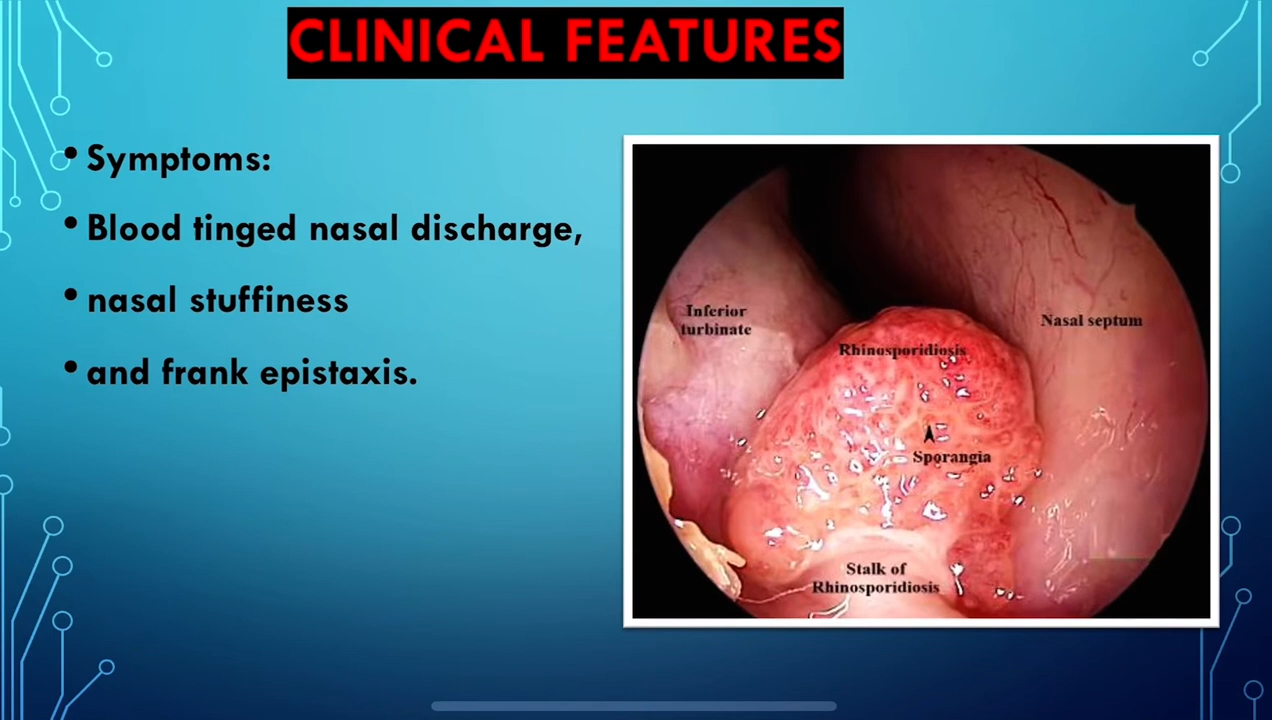 CLINICAL FEATURES
• Symptoms:
• Blood tinged nasal discharge,
• nasal stuffiness
• and frank epistaxis.
Inferior
turbinate
Nasal septum
Rhinosporidiosis
Sporangia
Stalk of
Rhinosporidiosis